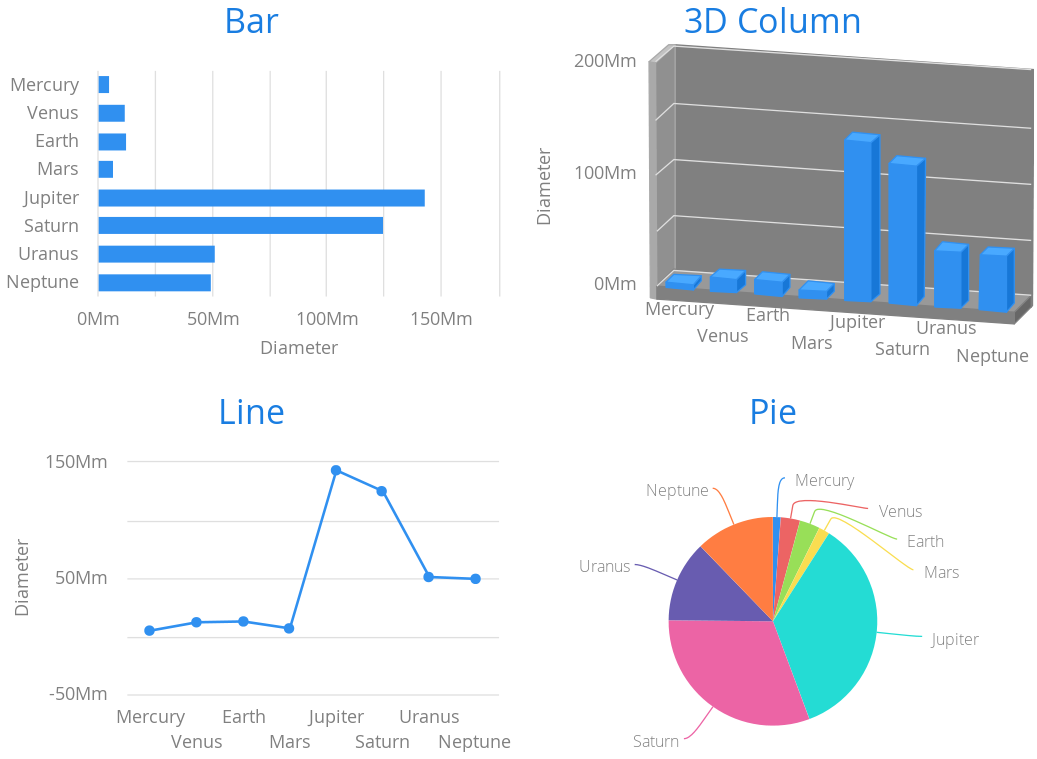 Bar
Mercury
Venus
Earth
Mars
Jupiter
Saturn
Uranus
Neptune
0Mm 50Mm 100Mm 150Mm
Diameter
3D Column
200Mm
100Mm
0Mm
Diameter
Mercury
Venus
Earth
Mars
Jupiter
Saturn
Uranus
Neptune
Line
150Mm
50Mm
-50Mm
Diameter
Mercury Earth Jupiter Uranus
Venus Mars Saturn Neptune
Pie
Mercury
Neptune
Venus
Earth
Uranus
Mars
Jupiter
Saturn